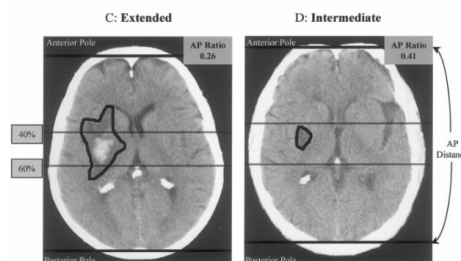 C: Extended
D: Intermediate
Anterior Pole
AP Ratio
0.26
Anterior Pole
AP Ratio
0.41
40%
60%
AP
Distance
Posterior Pole
Posterior Pole